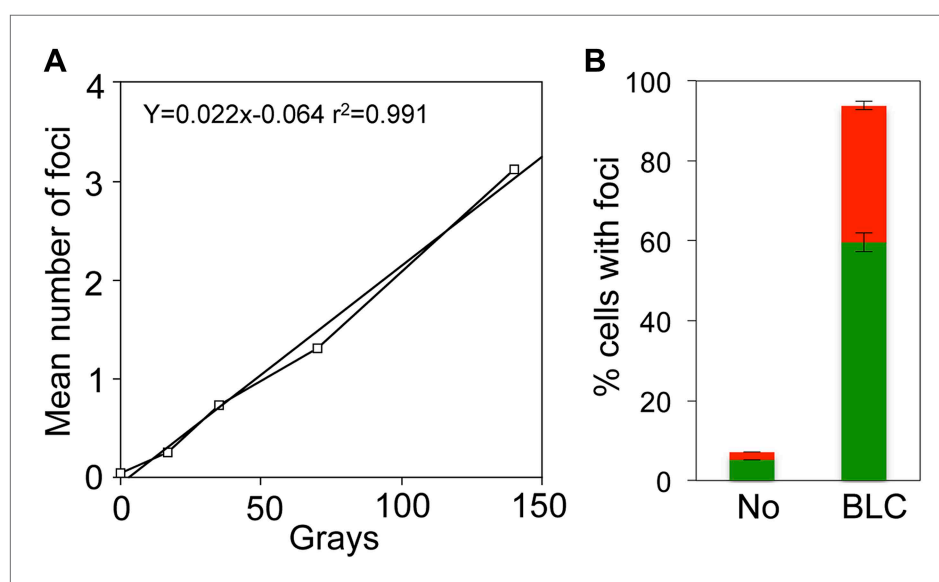 A
Y=0.022x-0.064 r²=0.991
Mean number of foci
4
3
2
1
0
0 50 100 150
Grays
B
% cells with foci
100
80
60
40
20
0
No BLC